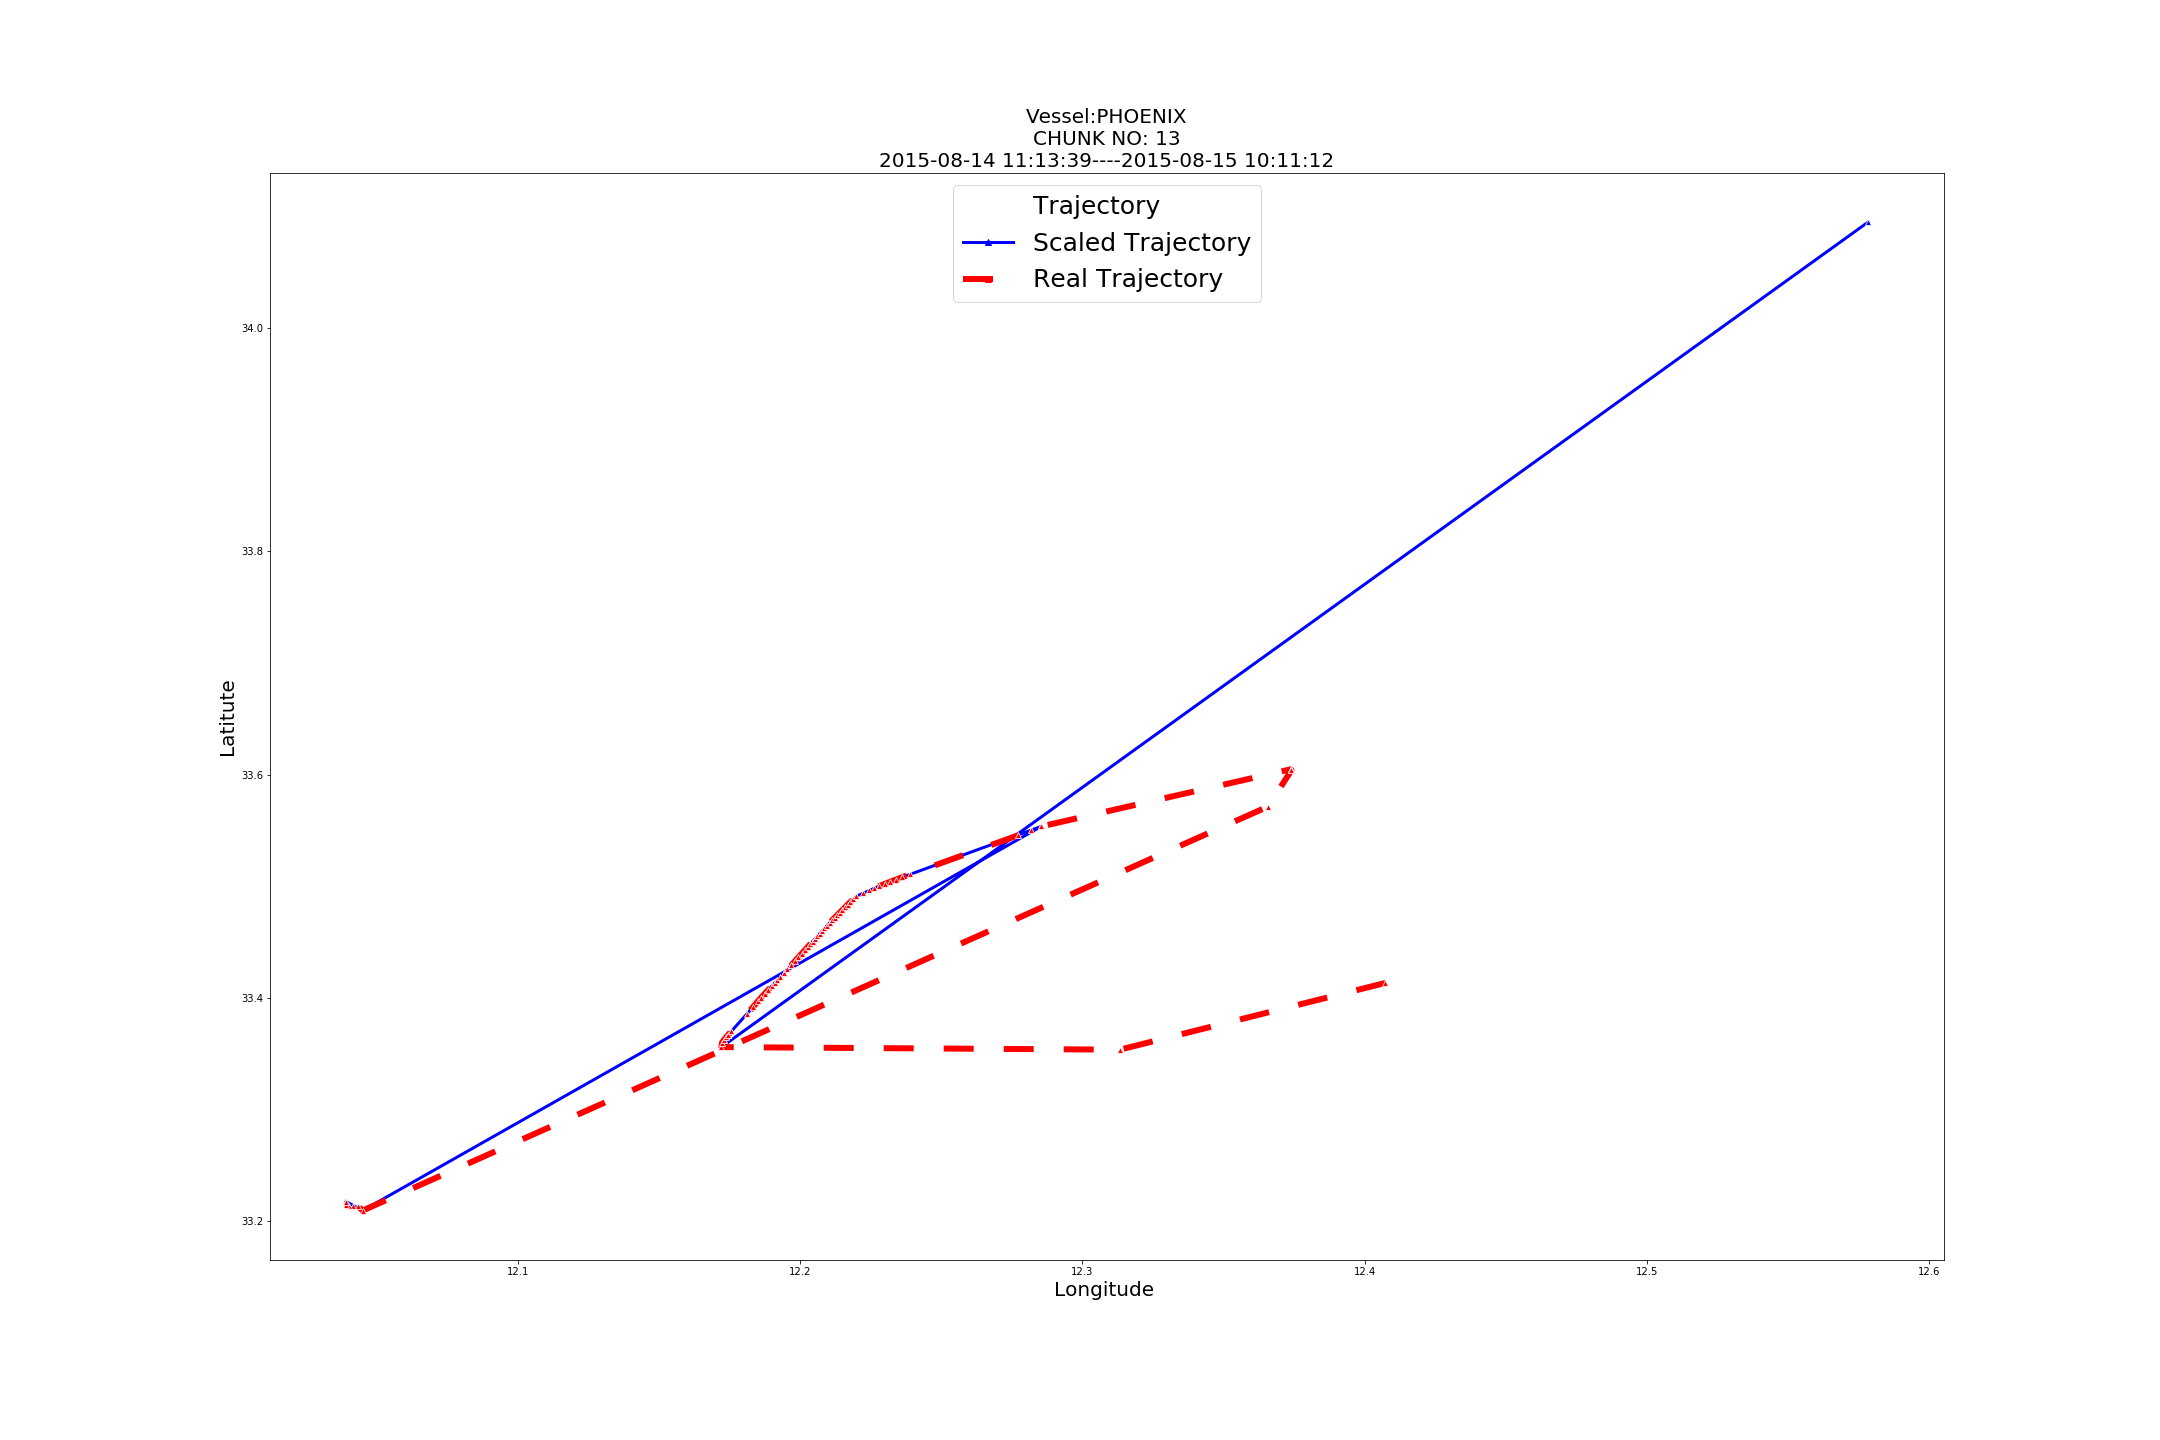 Vessel:PHOENIX
CHUNK NO: 13
2015-08-14 11:13:39----2015-08-15 10:11:12
Trajectory
Scaled Trajectory
Real Trajectory
34.0
33.8
33.6
33.4
33.2
Latitute
12.1 12.2 12.3 12.4 12.5 12.6
Longitude